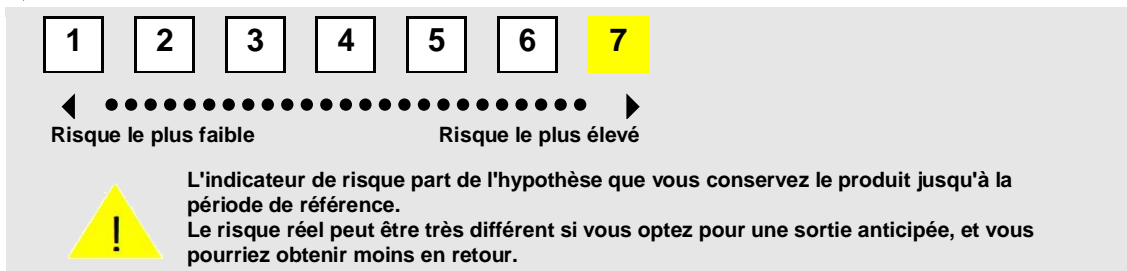 1 2 3 4 5 6 7
Risque le plus faible Risque le plus élevé
! L'indicateur de risque part de l'hypothèse que vous conservez le produit jusqu'à la
période de référence.
Le risque réel peut être très différent si vous optez pour une sortie anticipée, et vous
pourriez obtenir moins en retour.